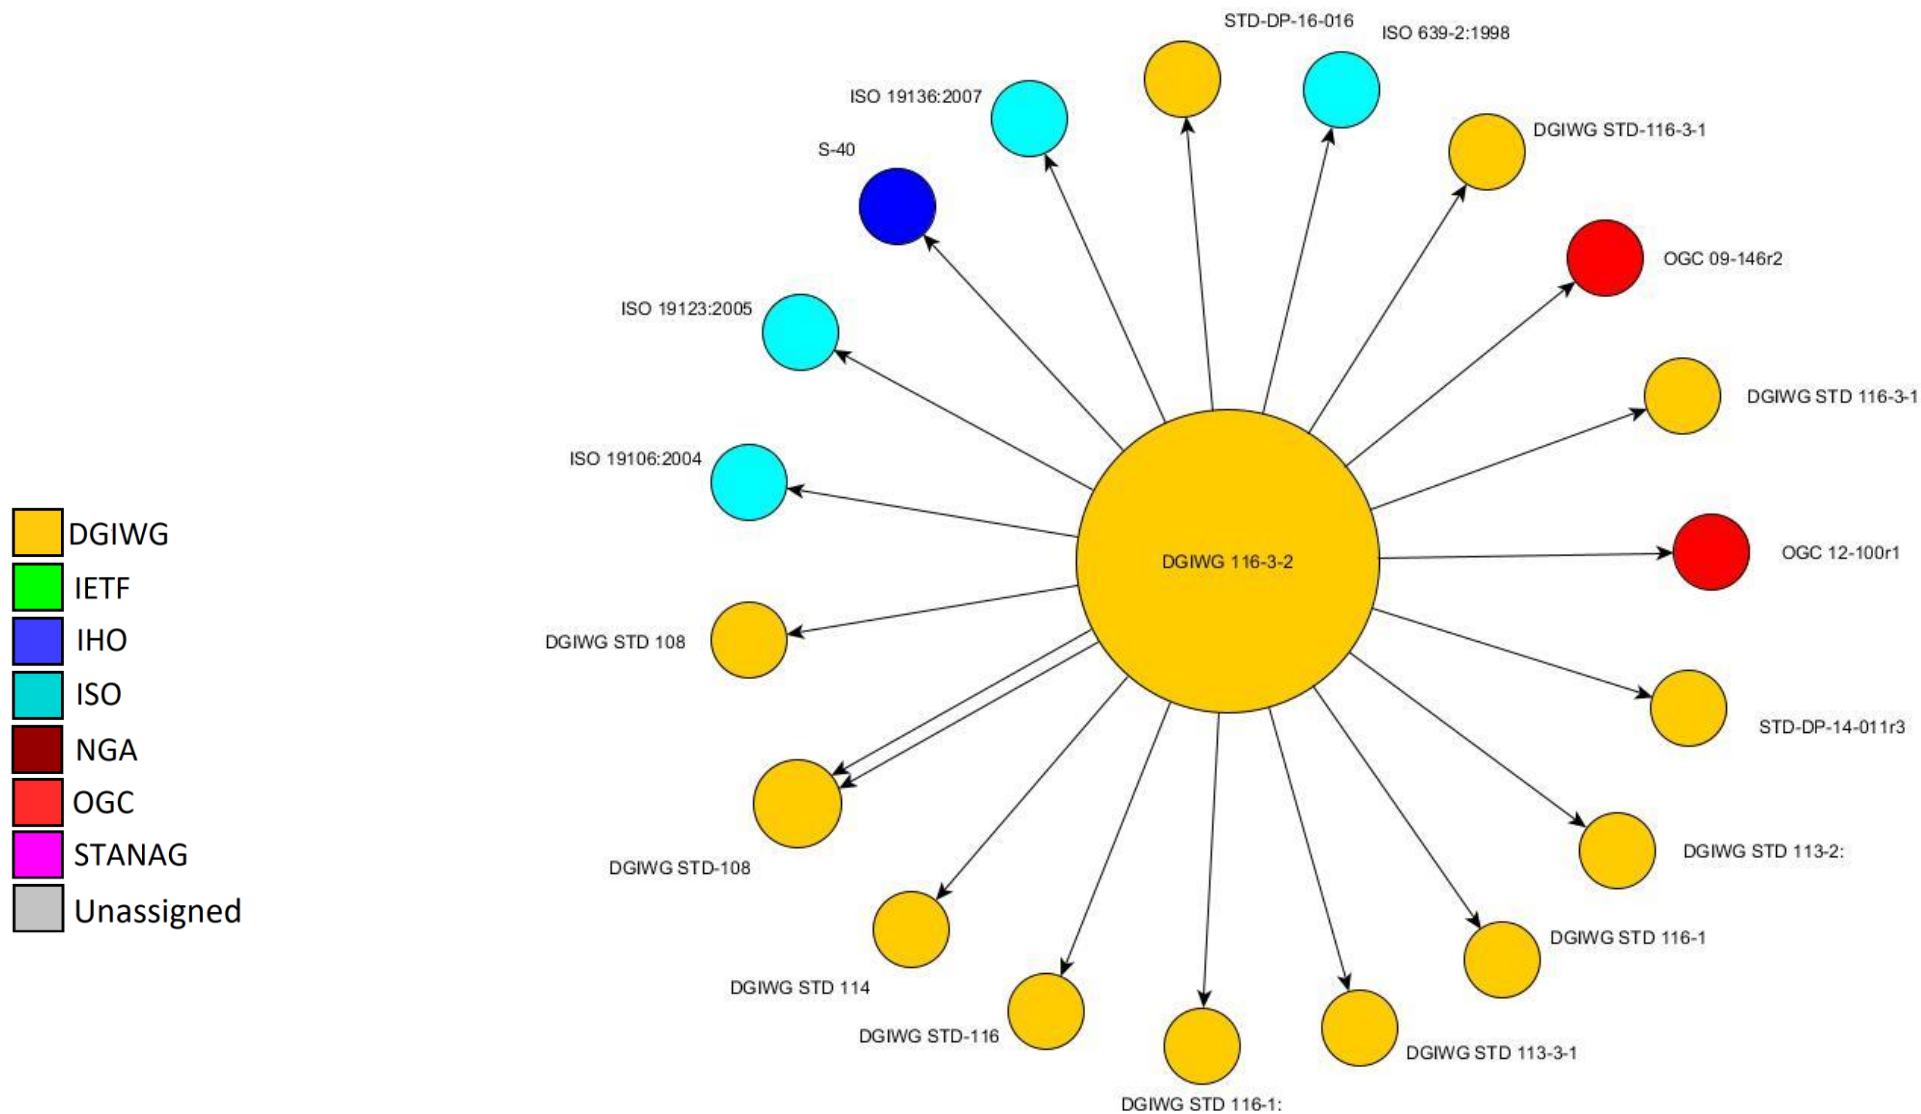 STD-DP-16-016
ISO 639-2:1998
ISO 19136:2007
DGIWG STD-116-3-1
S-40
OGC 09-146r2
ISO 19123:2005
DGIWG STD 116-3-1
ISO 19106:2004
DGIWG
IETF
IHO
ISO
NGA
OGC
STANAG
Unassigned
OGC 12-100r1
DGIWG 116-3-2
DGIWG STD 108
STD-DP-14-011r3
DGIWG STD 113-2:
DGIWG STD-108
DGIWG STD 116-1
DGIWG STD 114
DGIWG STD-116
DGIWG STD 113-3-1
DGIWG STD 116-1: